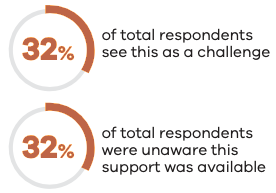 32%
of total respondents
see this as a challenge
32%
of total respondents
were unaware this
support was available